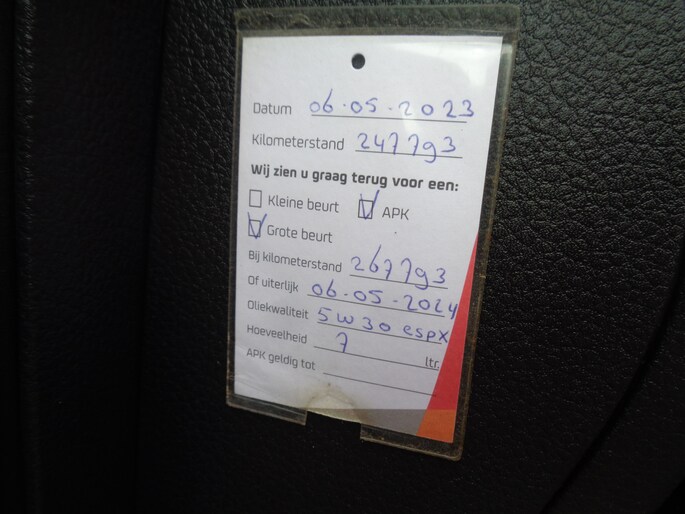 Datum 06-05-2023
Kilometerstand 247793
Wij zien u graag terug voor een:
Kleine beurt APK
Grote beurt
Bij kilometerstand 267793
Of uiterlijk 06-05-2024
Oliekwaliteit 5w30 espx
Hoeveelheid 7 ltr.
APK geldig tot